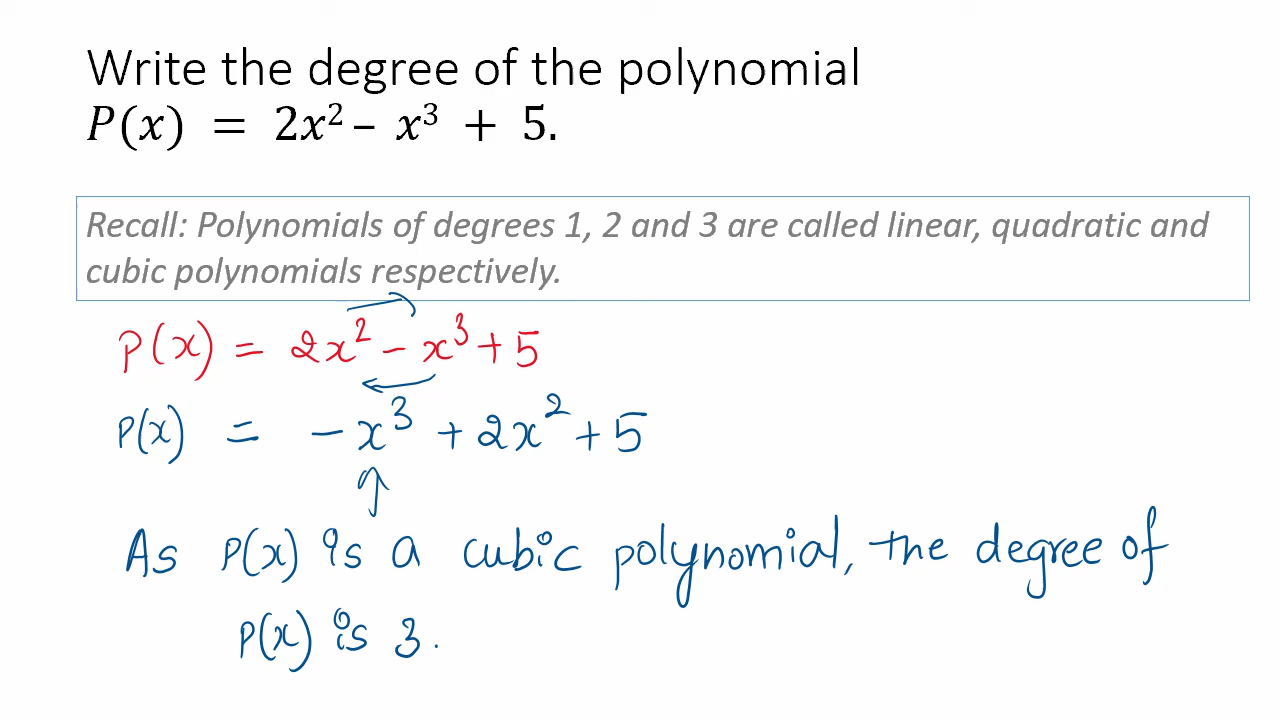 Write the degree of the polynomial
P(x) = 2x² – x³ + 5.
Recall: Polynomials of degrees 1, 2 and 3 are called linear, quadratic and
cubic polynomials respectively.
P(x) = 2x² – x³ + 5
P(x) = – x³ + 2x² + 5
As P(x) is a cubic polynomial, the degree of
P(x) is 3.